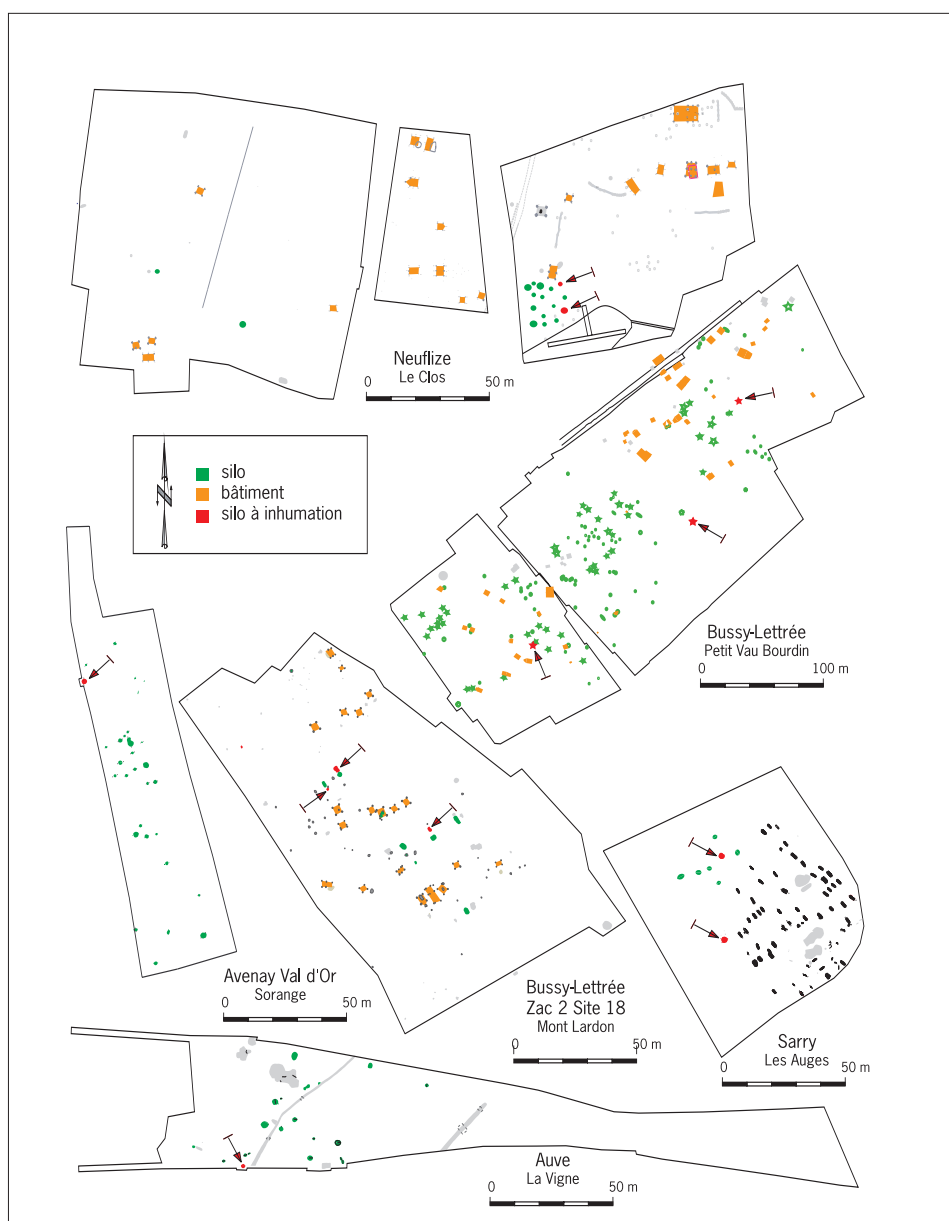 Neuflize
Le Clos
0 50 m
silo
bâtiment
silo à inhumation
Bussy-Lettrée
Petit Vau Bourdin
0 100 m
Avenay Val d'Or
Sorange
0 50 m
Bussy-Lettrée
Zac 2 Site 18
Mont Lardon
0 50 m
Sarry
Les Auges
0 50 m
Auve
La Vigne
0 50 m